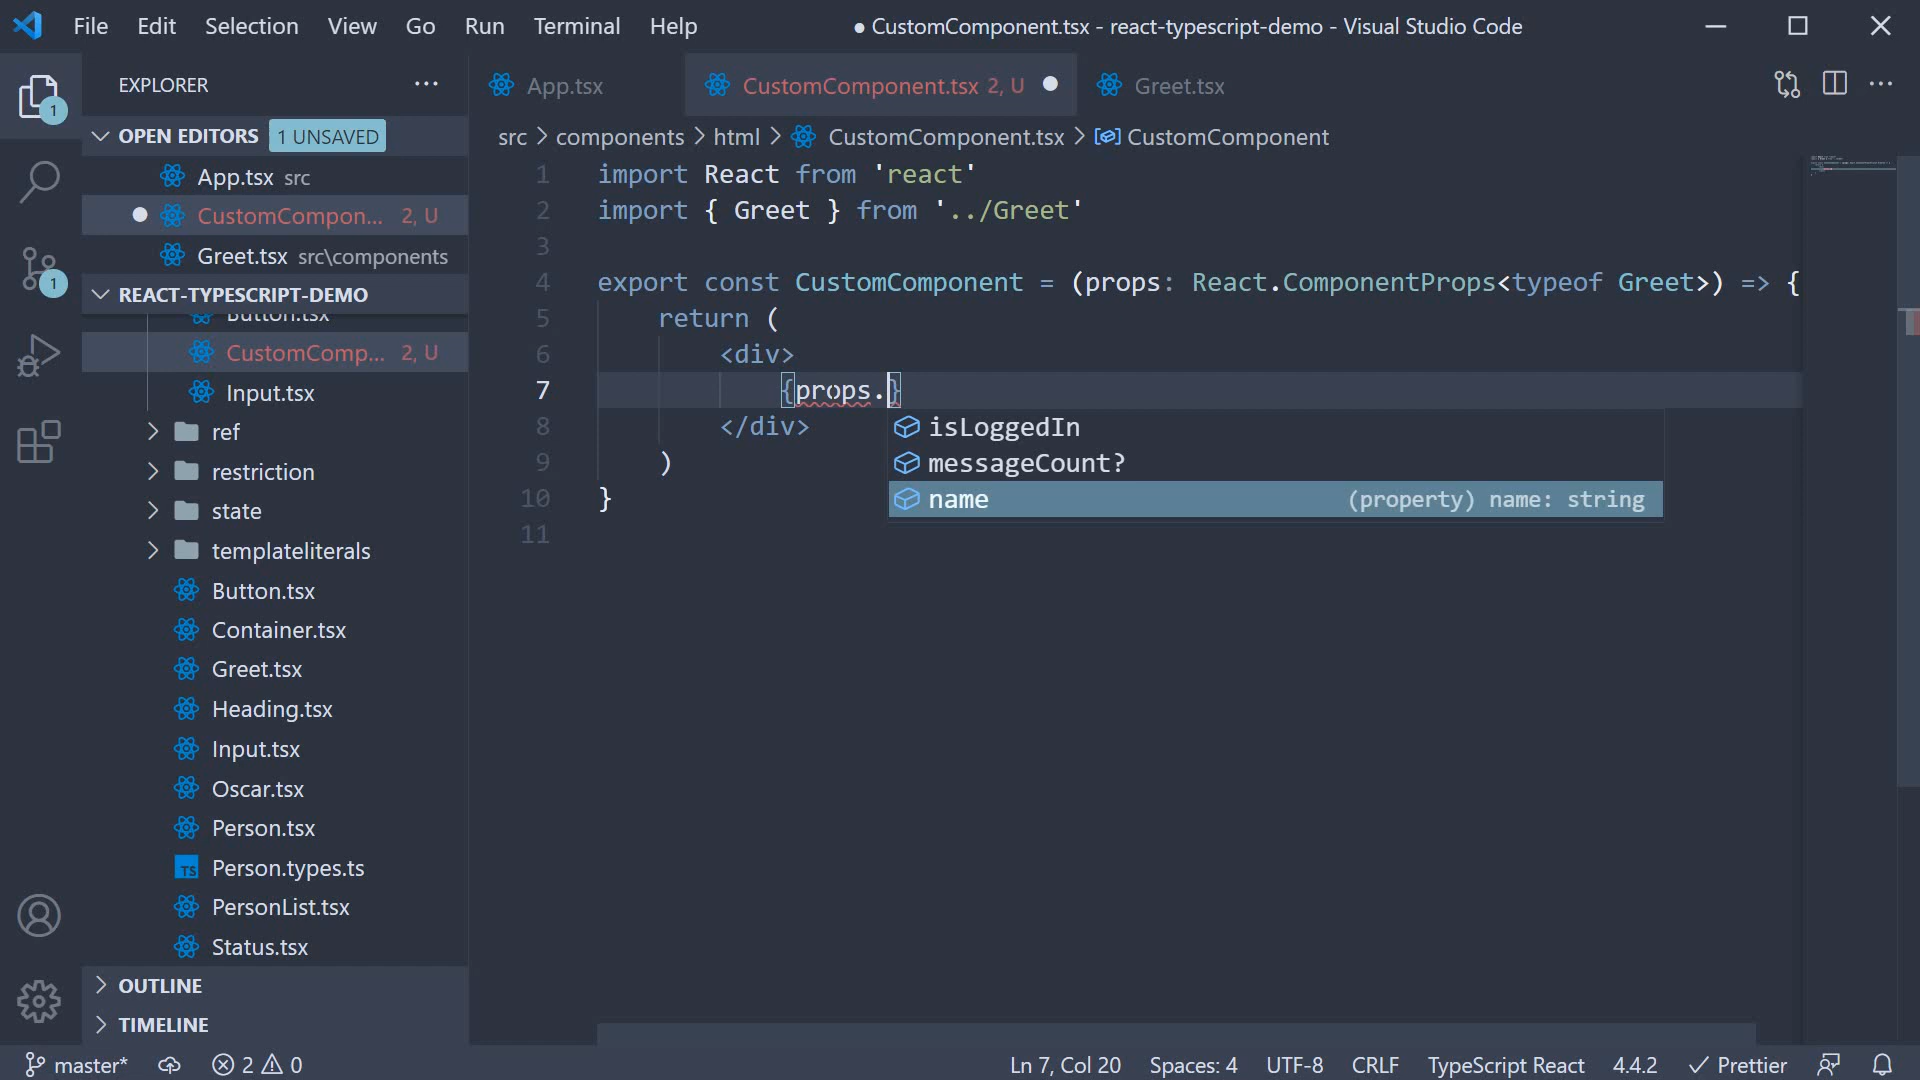 File Edit Selection View Go Run Terminal Help
● CustomComponent.tsx - react-typescript-demo - Visual Studio Code
EXPLORER
1
1
OPEN EDITORS 1 UNSAVED
App.tsx src
CustomCompon... 2, U
Greet.tsx src\components
REACT-TYPESCRIPT-DEMO
Button.tsx
CustomComp... 2, U
Input.tsx
ref
restriction
state
templateliterals
Button.tsx
Container.tsx
Greet.tsx
Heading.tsx
Input.tsx
Oscar.tsx
Person.tsx
TS Person.types.ts
PersonList.tsx
Status.tsx
OUTLINE
TIMELINE
App.tsx
CustomComponent.tsx 2, U
Greet.tsx
src > components > html > CustomComponent.tsx > CustomComponent
1 import React from 'react'
2 import { Greet } from '../Greet'
3
4 export const CustomComponent = (props: React.ComponentProps<typeof Greet>) => {
5 return (
6 <div>
7 {props.}
8 </div>
9 )
10 }
11
isLoggedIn
messageCount?
name (property) name: string
master* 2 0
Ln 7, Col 20 Spaces: 4 UTF-8 CRLF TypeScript React 4.4.2 Prettier